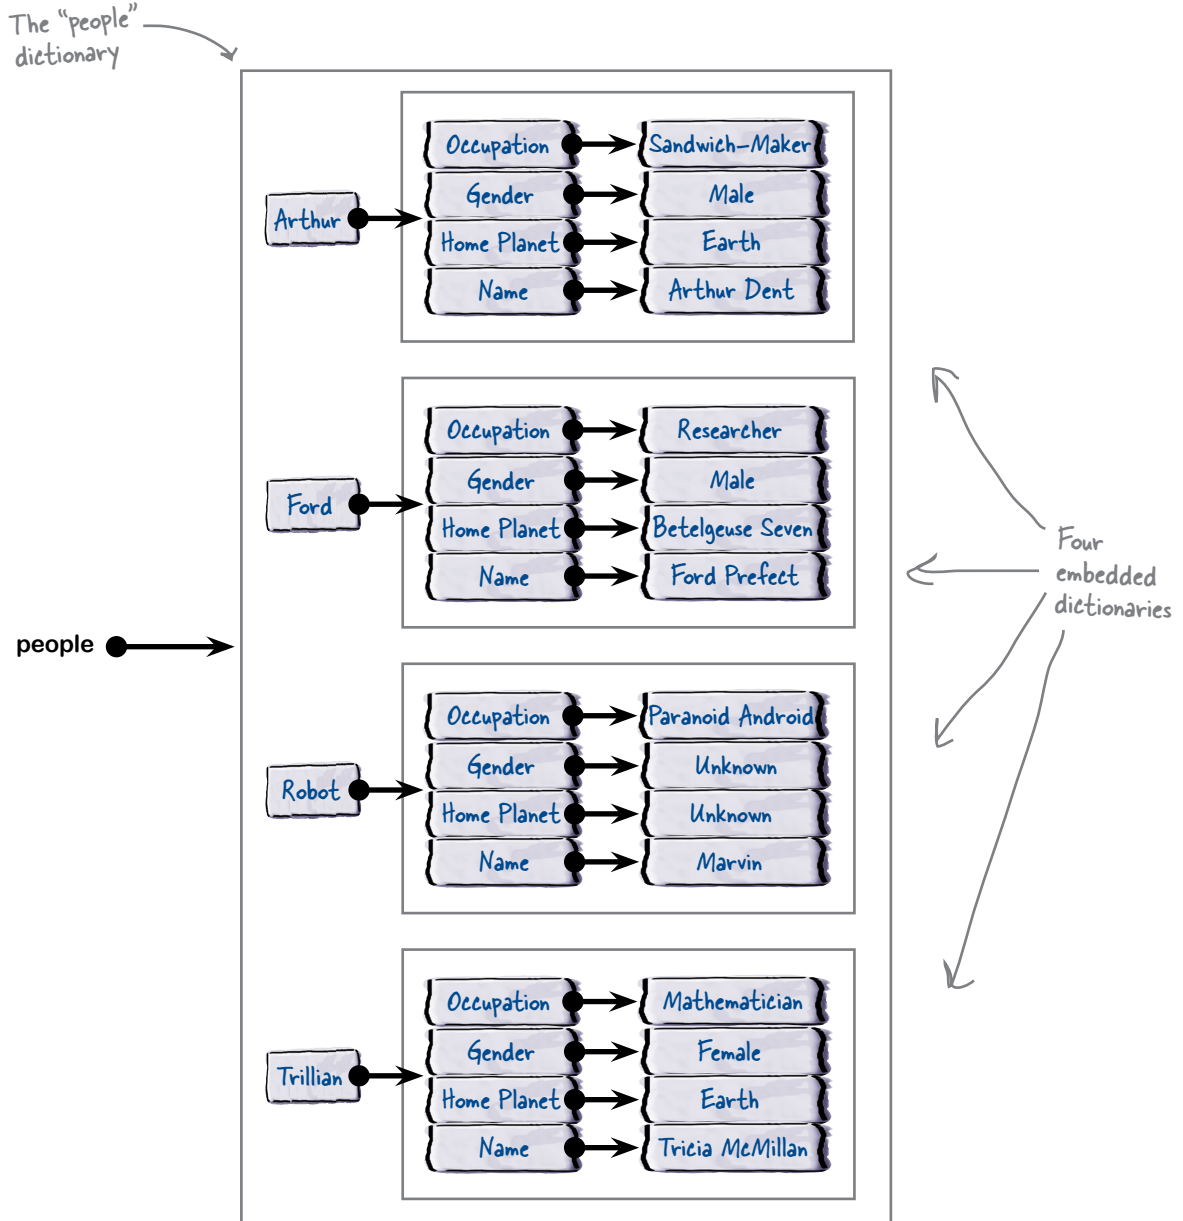 The “people”
dictionary
Occupation Sandwich-Maker
Gender Male
Arthur
Home Planet Earth
Name Arthur Dent
Occupation Researcher
Gender Male
Ford
Home Planet Betelgeuse Seven
Name Ford Prefect
Four
embedded
dictionaries
people
Occupation Paranoid Android
Gender Unknown
Robot
Home Planet Unknown
Name Marvin
Occupation Mathematician
Gender Female
Trillian
Home Planet Earth
Name Tricia McMillan